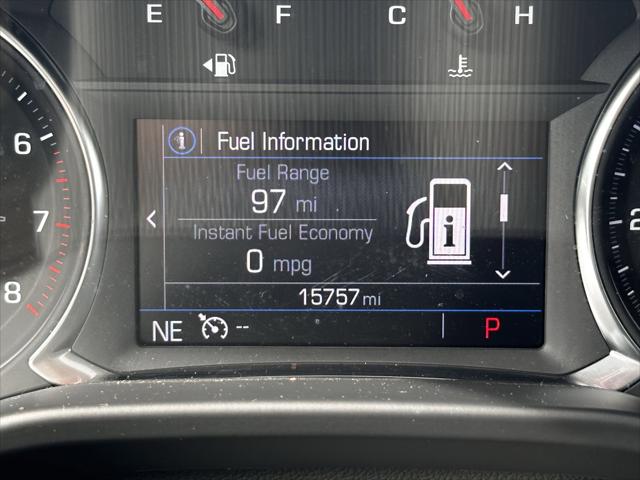 E F C H
6
7
8
2
i Fuel Information
Fuel Range
97 mi
Instant Fuel Economy
0 mpg
i
15757 mi
NE -- P